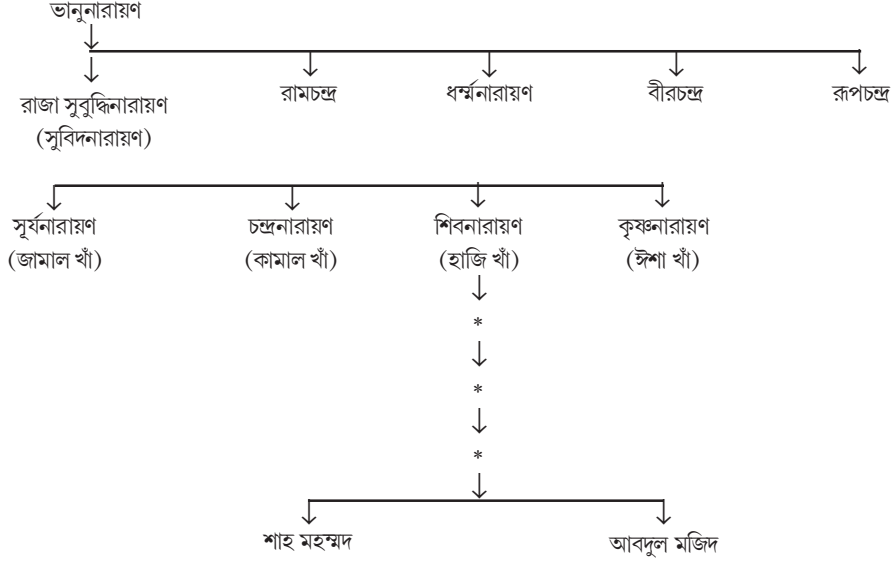 ভানুনারায়ণ
রাজা সুবুদ্ধিনারায়ণ রামচন্দ্র ধর্ম্মনারায়ণ বীরচন্দ্র রূপচন্দ্র
(সুবিদনারায়ণ)
সূর্যনারায়ণ চন্দ্রনারায়ণ শিবনারায়ণ কৃষ্ণনারায়ণ
(জামাল খাঁ) (কামাল খাঁ) (হাজি খাঁ) (ঈশা খাঁ)
*
*
*
শাহ মহম্মদ আবদুল মজিদ